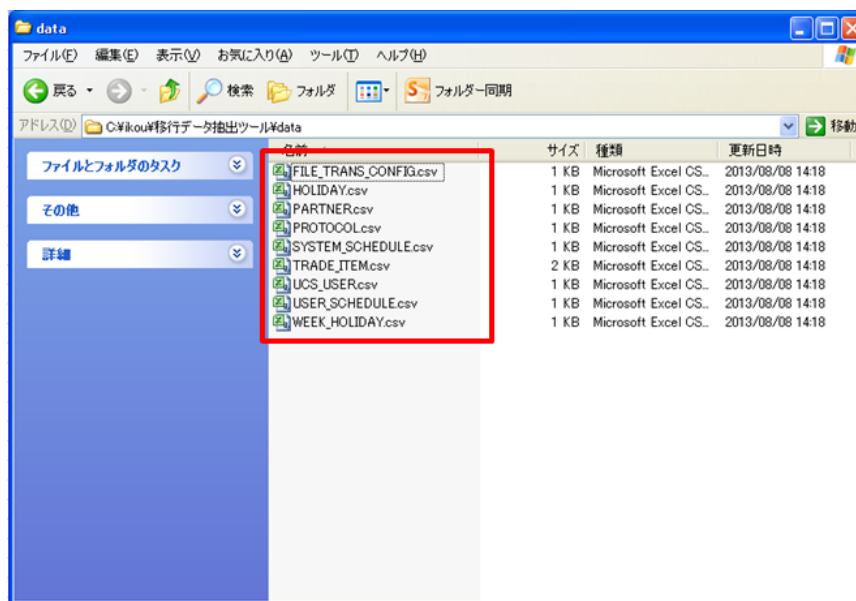 data
ファイル(F) 編集(E) 表示(V) お気に入り(A) ツール(T) ヘルプ(H)
戻る 検索 フォルダ フォルダー同期
アドレス(D) C:¥ikou¥移行データ抽出ツール¥data 移動
名前 サイズ 種類 更新日時
ファイルとフォルダのタスク
その他
詳細
FILE_TRANS_CONFIG.csv 1 KB Microsoft Excel CS... 2013/08/08 14:18
HOLIDAY.csv 1 KB Microsoft Excel CS... 2013/08/08 14:18
PARTNER.csv 1 KB Microsoft Excel CS... 2013/08/08 14:18
PROTOCOL.csv 1 KB Microsoft Excel CS... 2013/08/08 14:18
SYSTEM_SCHEDULE.csv 1 KB Microsoft Excel CS... 2013/08/08 14:18
TRADE_ITEM.csv 2 KB Microsoft Excel CS... 2013/08/08 14:18
UCS_USER.csv 1 KB Microsoft Excel CS... 2013/08/08 14:18
USER_SCHEDULE.csv 1 KB Microsoft Excel CS... 2013/08/08 14:18
WEEK_HOLIDAY.csv 1 KB Microsoft Excel CS... 2013/08/08 14:18